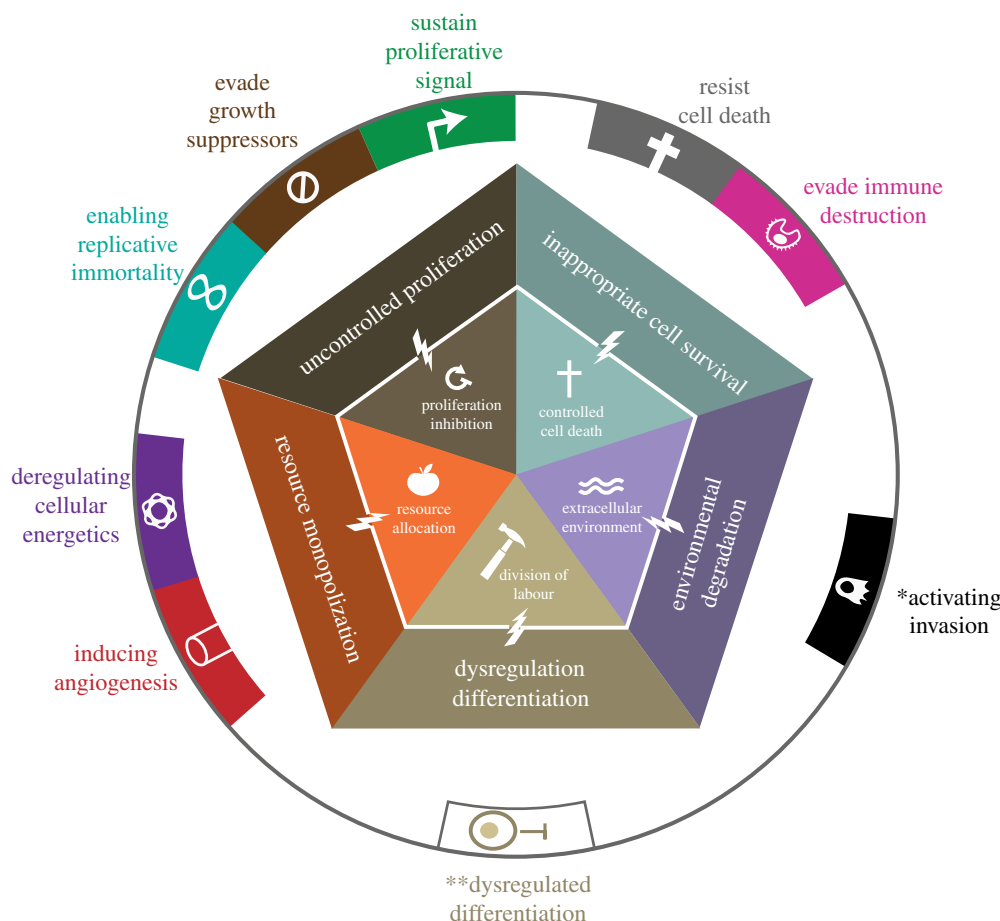 sustain
proliferative
signal
evade
growth
suppressors
enabling
replicative
immortality
resist
cell death
evade immune
destruction
uncontrolled proliferation
inappropriate cell survival
proliferation
inhibition
controlled
cell death
resource monopolization
resource
allocation
extracellular
environment
environmental
degradation
division of
labour
dysregulation
differentiation
deregulating
cellular
energetics
inducing
angiogenesis
*activating
invasion
**dysregulated
differentiation